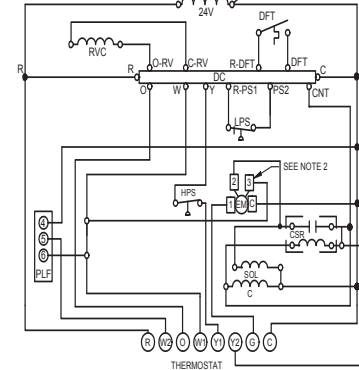 24V
DFT
RVC
O-RV
C-RV
R-DFT
DFT
R
R
C
DC
O
W
Y
R-PS1
PS2
CNT
LPS
SEE NOTE 2
HPS
2
3
1
EM
C
4
5
6
PLF
CSR
SOL
C
R
W2
O
W1
Y1
Y2
G
C
THERMOSTAT